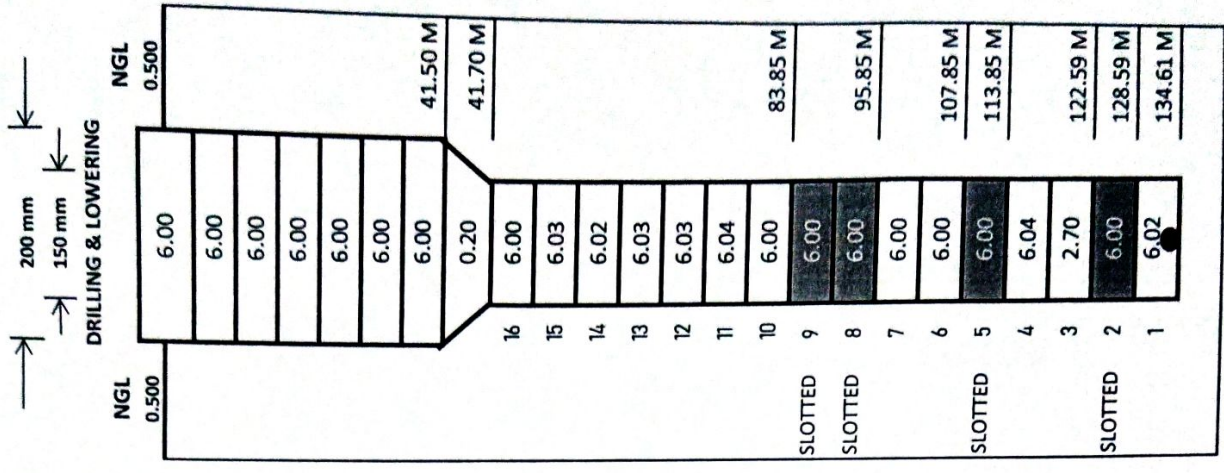 200 mm
150 mm
DRILLING & LOWERING
NGL NGL
0.500 0.500
6.00
6.00
6.00
6.00
6.00
6.00
6.00 41.50 M
0.20 41.70 M
16 6.00
15 6.03
14 6.02
13 6.03
12 6.03
11 6.04
10 6.00 83.85 M
SLOTTED 9 6.00
SLOTTED 8 6.00 95.85 M
7 6.00
6 6.00 107.85 M
SLOTTED 5 6.00 113.85 M
4 6.04
3 2.70 122.59 M
SLOTTED 2 6.00 128.59 M
1 6.02 134.61 M